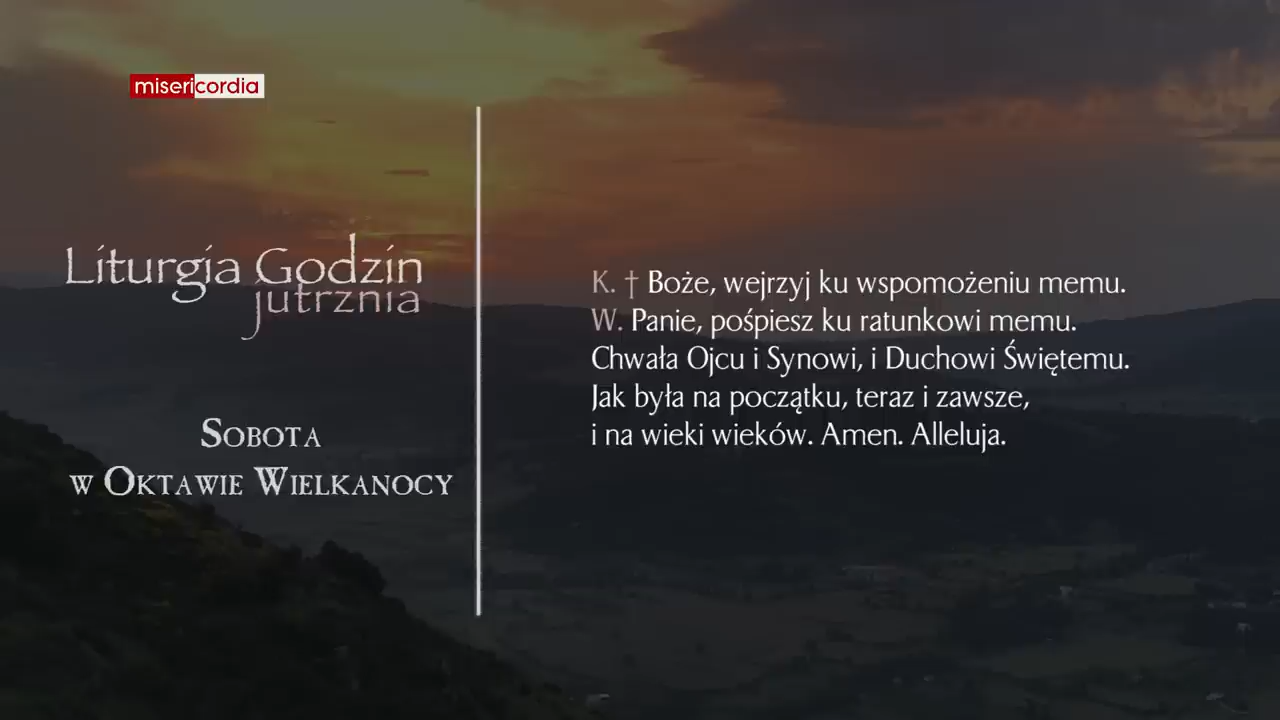 misericordia
Liturgia Godzin
jutrznia
Sobota
w Oktawie Wielkanocy
K. † Boże, wejrzyj ku wspomożeniu memu.
W. Panie, pośpiesz ku ratunkowi memu.
Chwała Ojcu i Synowi, i Duchowi Świętemu.
Jak była na początku, teraz i zawsze,
i na wieki wieków. Amen. Alleluja.